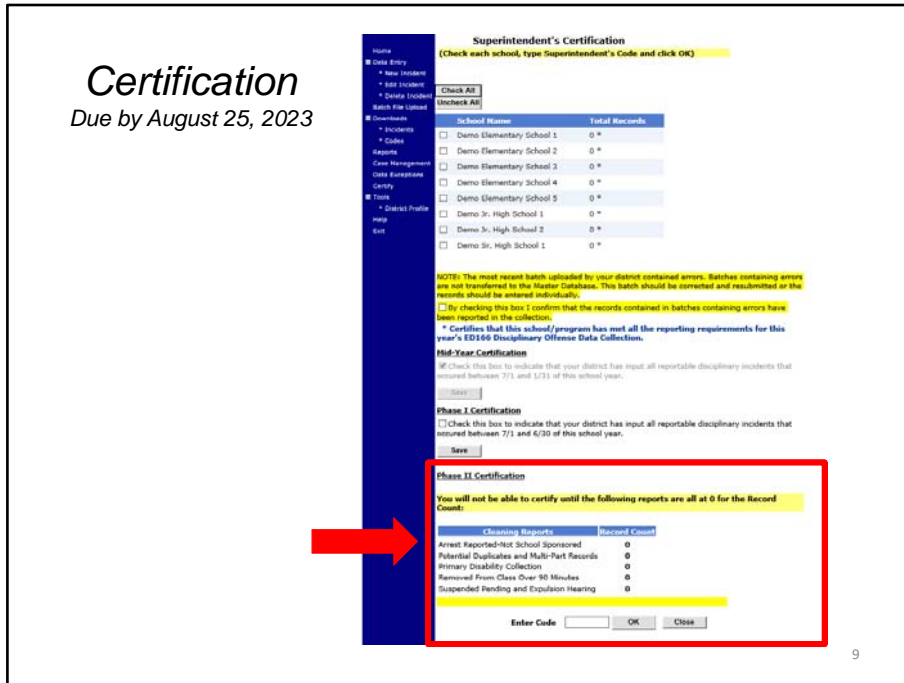 Certification
Due by August 25, 2023
Home
Data Entry
* New Incident
* Edit Incident
* Delete Incident
Batch File Upload
Downloads
* Incidents
* Codes
Reports
Case Management
Data Exceptions
Certify
Tools
* District Profile
Help
Exit
Superintendent's Certification
(Check each school, type Superintendent's Code and click OK)
Check All
Uncheck All
School Name Total Records
Demo Elementary School 1 0 *
Demo Elementary School 2 0 *
Demo Elementary School 3 0 *
Demo Elementary School 4 0 *
Demo Elementary School 5 0 *
Demo Jr. High School 1 0 *
Demo Jr. High School 2 0 *
Demo Sr. High School 1 0 *
NOTE: The most recent batch uploaded by your district contained errors. Batches containing errors
are not transferred to the Master Database. This batch should be corrected and resubmitted or the
records should be entered individually.
By checking this box I confirm that the records contained in batches containing errors have
been reported in the collection.
* Certifies that this school/program has met all the reporting requirements for this
year's ED166 Disciplinary Offense Data Collection.
Mid-Year Certification
Check this box to indicate that your district has input all reportable disciplinary incidents that
occured between 7/1 and 1/31 of this school year.
Save
Phase I Certification
Check this box to indicate that your district has input all reportable disciplinary incidents that
occured between 7/1 and 6/30 of this school year.
Save
Phase II Certification
You will not be able to certify until the following reports are all at 0 for the Record
Count:
Cleaning Reports Record Count
Arrest Reported-Not School Sponsored 0
Potential Duplicates and Multi-Part Records 0
Primary Disability Collection 0
Removed From Class Over 90 Minutes 0
Suspended Pending and Expulsion Hearing 0
Enter Code OK Close
9